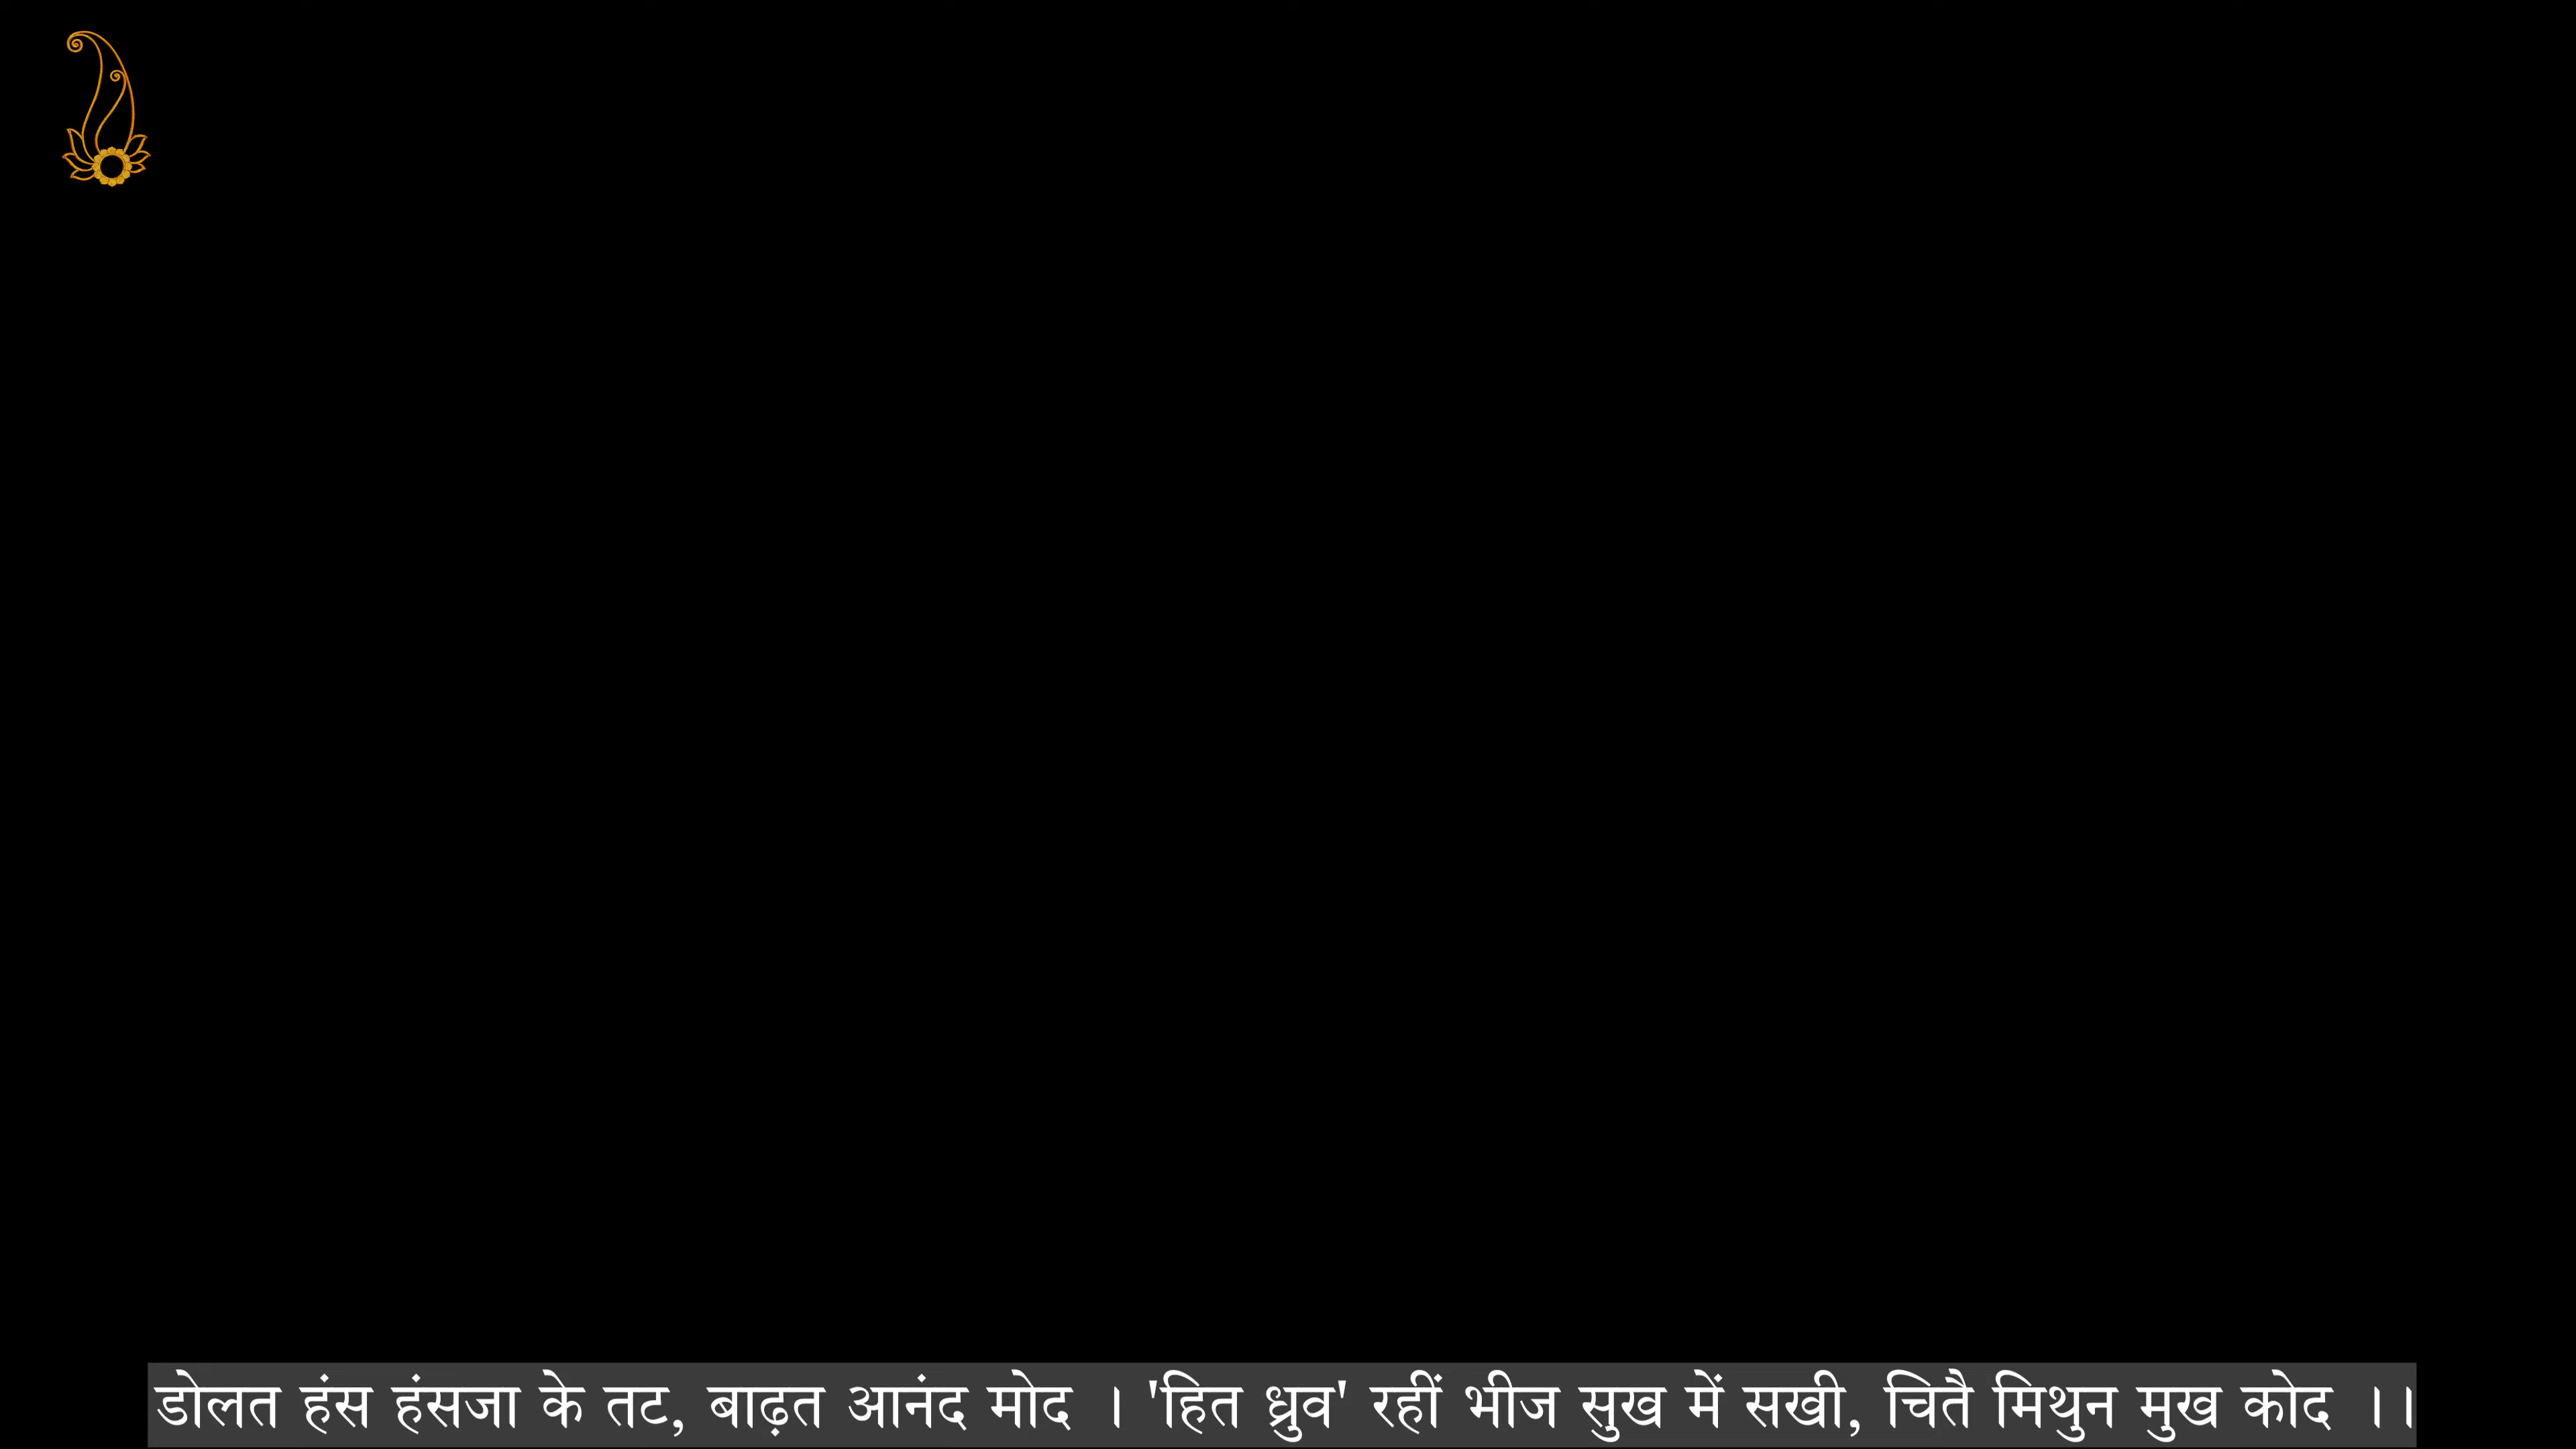 डोलत हंस हंसजा के तट, बाढ़त आनंद मोद । 'हित ध्रुव' रहीं भीज सुख में सखी, चितै मिथुन मुख कोद ।।